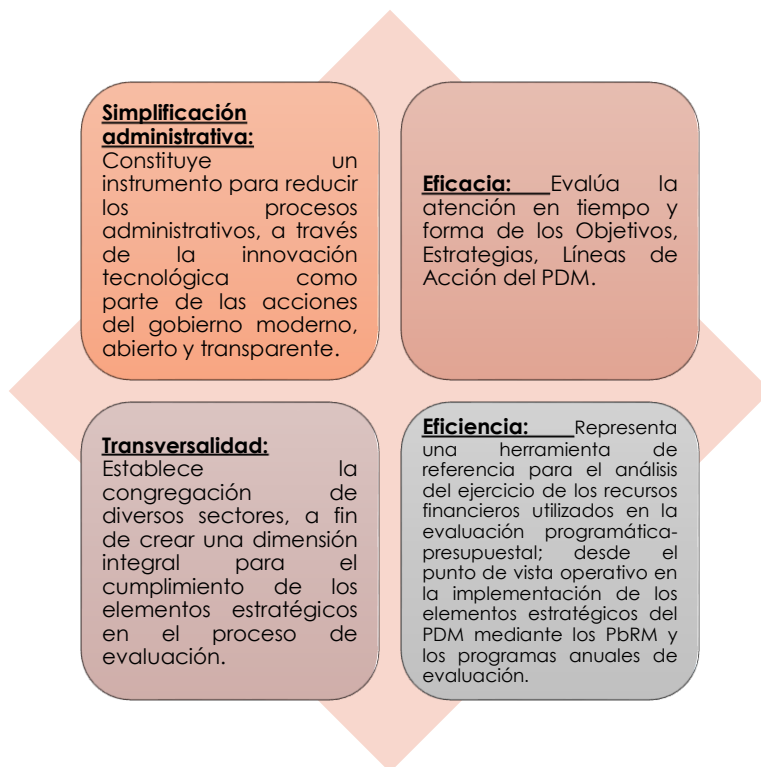 Simplificación
administrativa:
Constituye un
instrumento para reducir
los procesos
administrativos, a través
de la innovación
tecnológica como
parte de las acciones
del gobierno moderno,
abierto y transparente.
Eficacia: Evalúa la
atención en tiempo y
forma de los Objetivos,
Estrategias, Líneas de
Acción del PDM.
Transversalidad:
Establece la
congregación de
diversos sectores, a fin
de crear una dimensión
integral para el
cumplimiento de los
elementos estratégicos
en el proceso de
evaluación.
Eficiencia: Representa
una herramienta de
referencia para el análisis
del ejercicio de los recursos
financieros utilizados en la
evaluación programática-
presupuestal; desde el
punto de vista operativo en
la implementación de los
elementos estratégicos del
PDM mediante los PbRM y
los programas anuales de
evaluación.